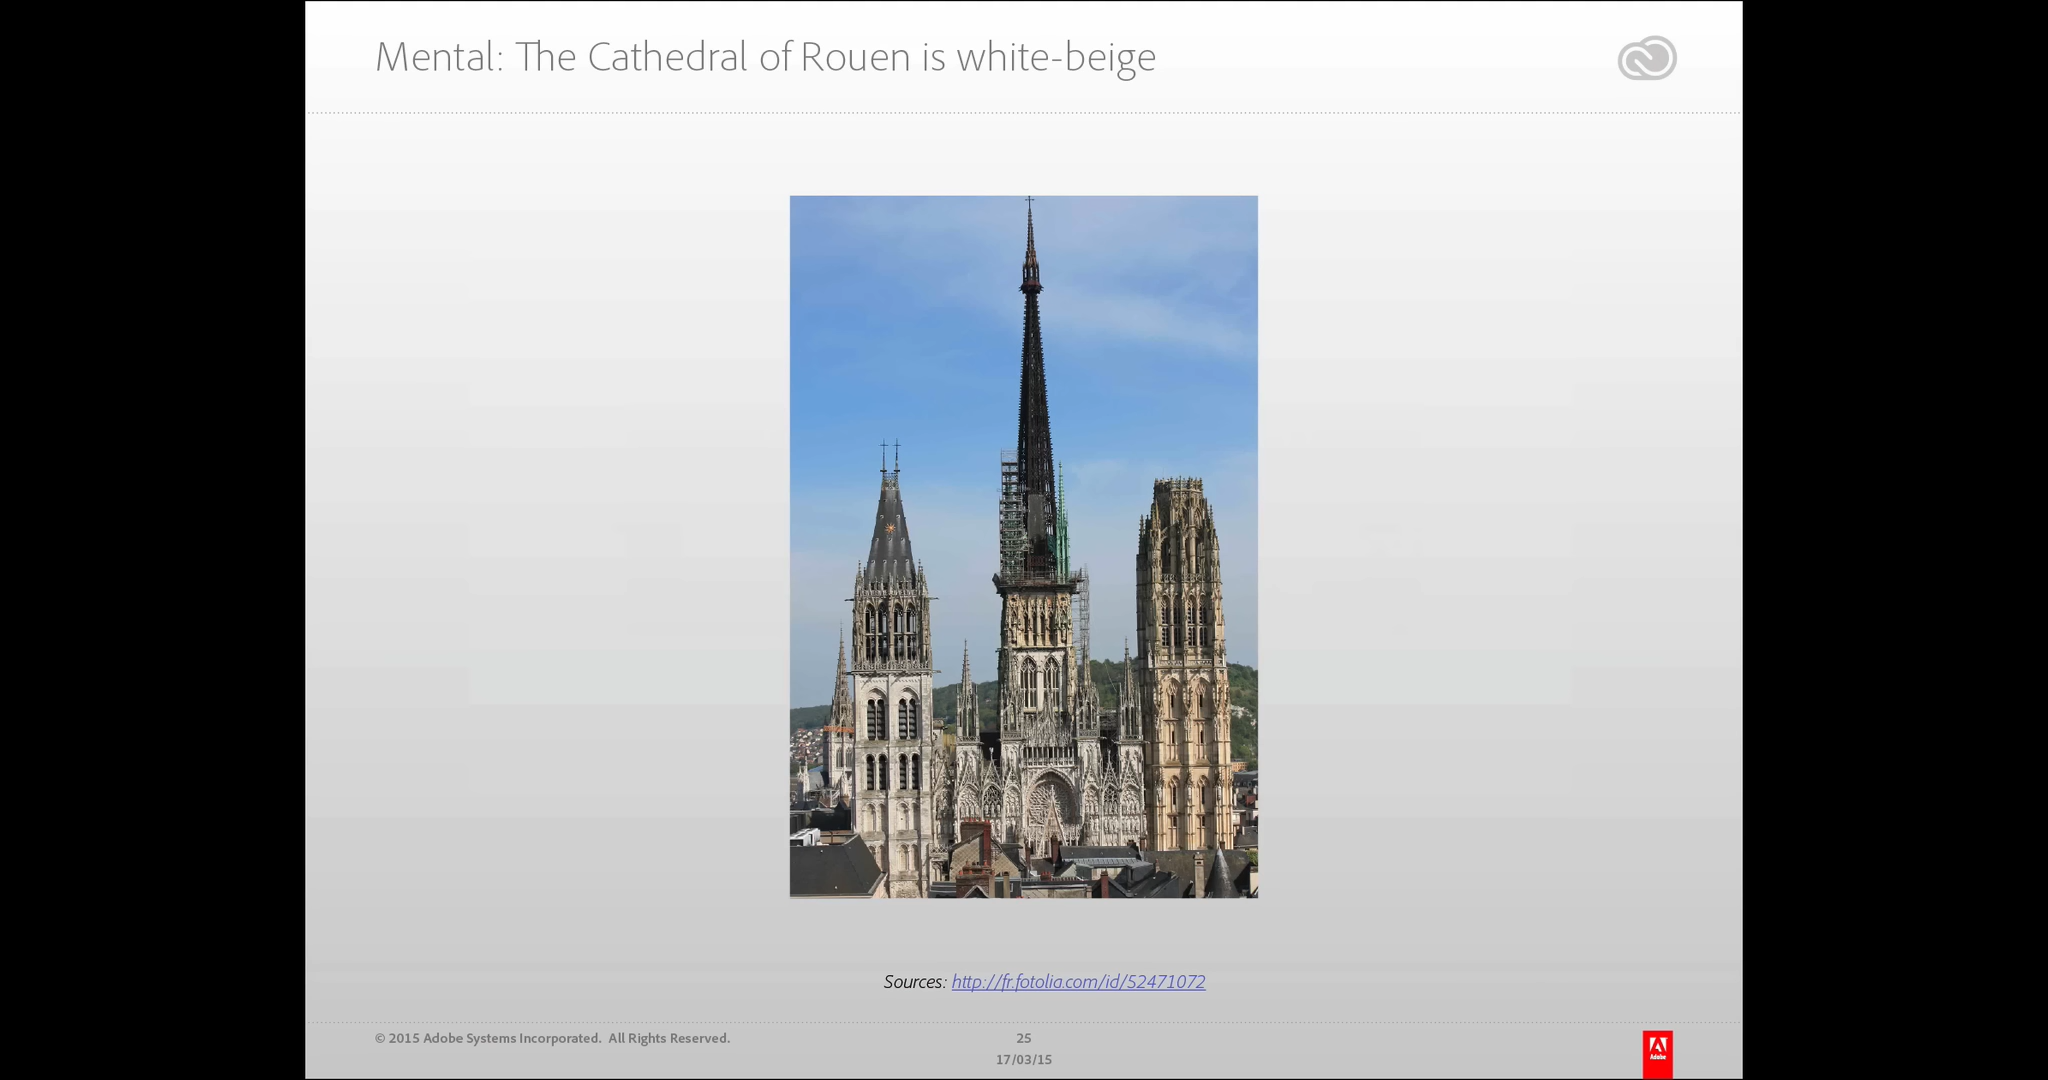 Mental: The Cathedral of Rouen is white-beige
Sources: http://fr.fotolia.com/id/52471072
© 2015 Adobe Systems Incorporated.  All Rights Reserved.
25
17/03/15
Adobe